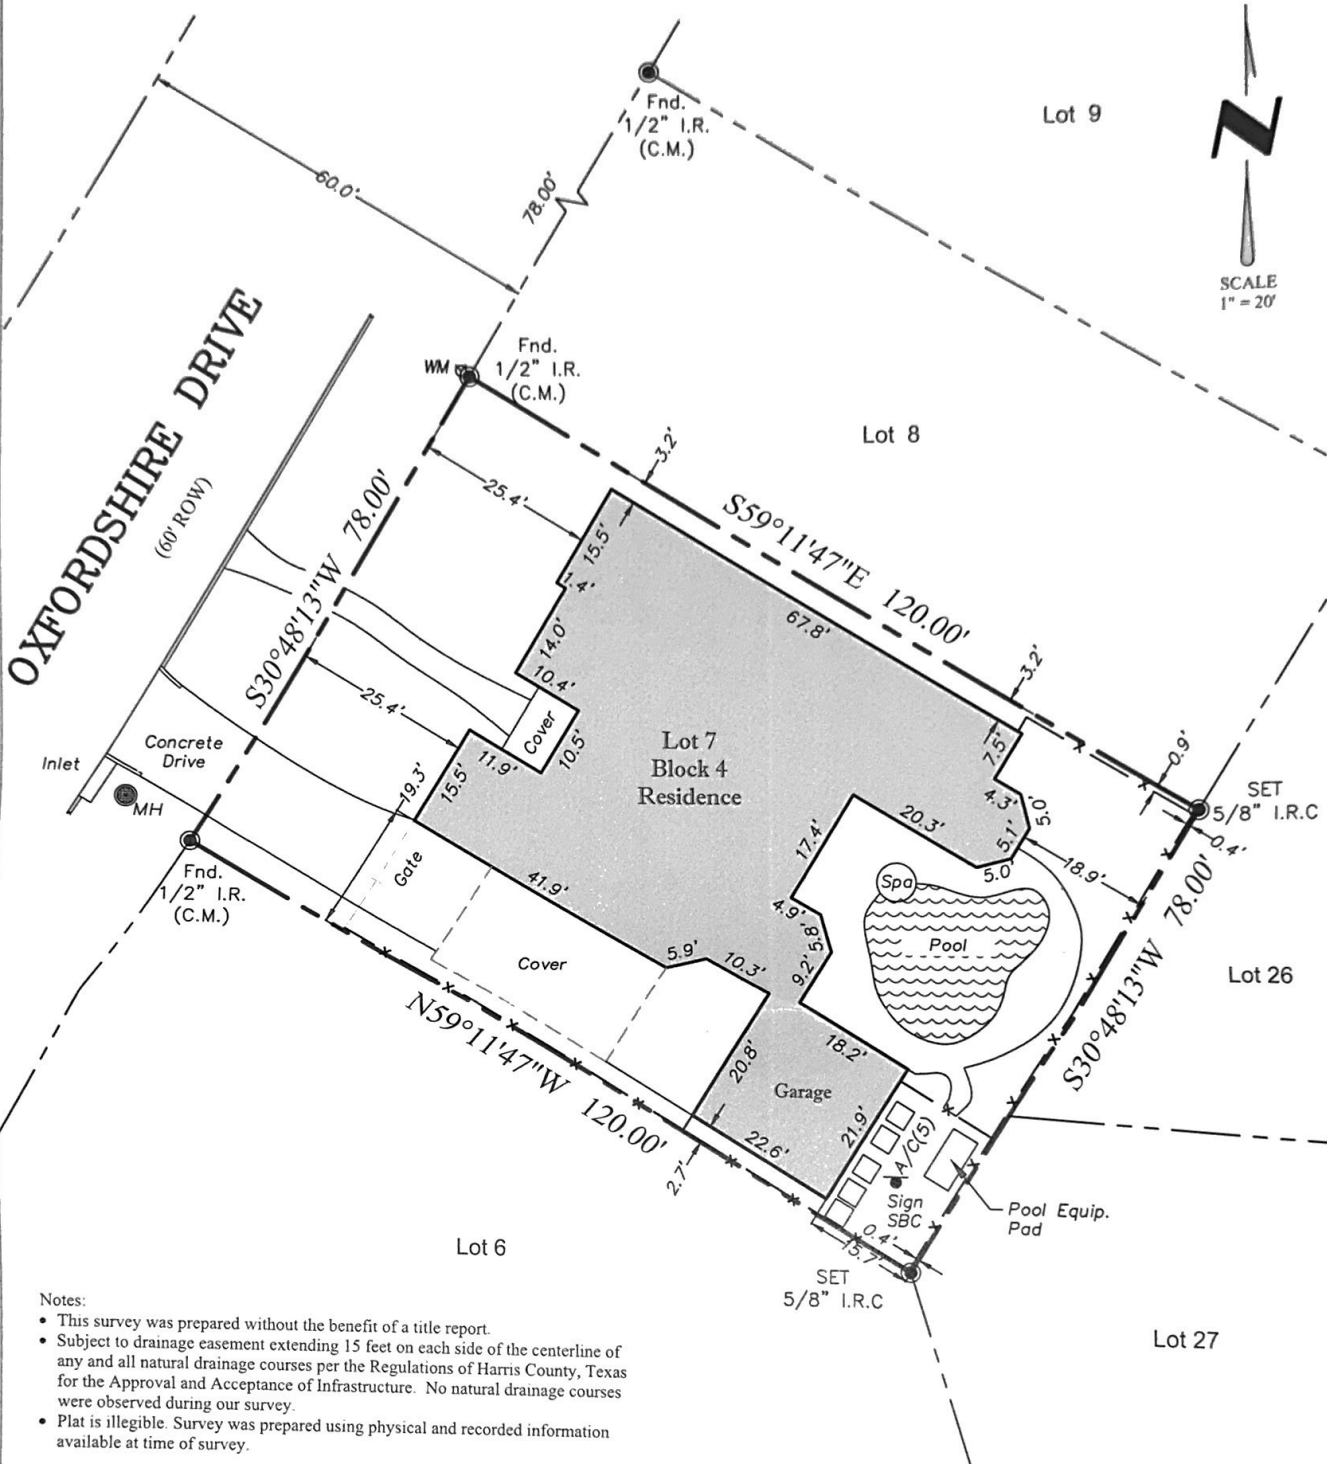 Fnd.
1/2" I.R.
(C.M.)
Lot 9
60.0'
78.00'
SCALE
1" = 20'
OXFORDSHIRE DRIVE
(60' ROW)
WM
Fnd.
1/2" I.R.
(C.M.)
Lot 8
3.2'
25.4'
S30°48'13"W 78.00'
S59°11'47"E 120.00'
15.5'
1.4'
14.0'
10.4'
67.8'
3.2'
25.4'
Cover
10.5'
11.9'
15.5'
19.3'
Lot 7
Block 4
Residence
7.5'
4.3'
5.0'
5.1'
5.0'
20.3'
17.4'
0.9'
SET
5/8" I.R.C
0.4'
18.9'
Inlet
Concrete
Drive
MH
Fnd.
1/2" I.R.
(C.M.)
Gate
41.9'
Cover
5.9'
10.3'
4.9'
5.8'
9.2'
Spa
Pool
S30°48'13"W 78.00'
Lot 26
N59°11'47"W 120.00'
20.8'
18.2'
Garage
21.9'
22.6'
2.7'
A/C(5)
Sign
SBC
Pool Equip.
Pad
0.4'
15.7'
SET
5/8" I.R.C
Lot 6
Lot 27
Notes:
• This survey was prepared without the benefit of a title report.
• Subject to drainage easement extending 15 feet on each side of the centerline of
any and all natural drainage courses per the Regulations of Harris County, Texas
for the Approval and Acceptance of Infrastructure. No natural drainage courses
were observed during our survey.
• Plat is illegible. Survey was prepared using physical and recorded information
available at time of survey.